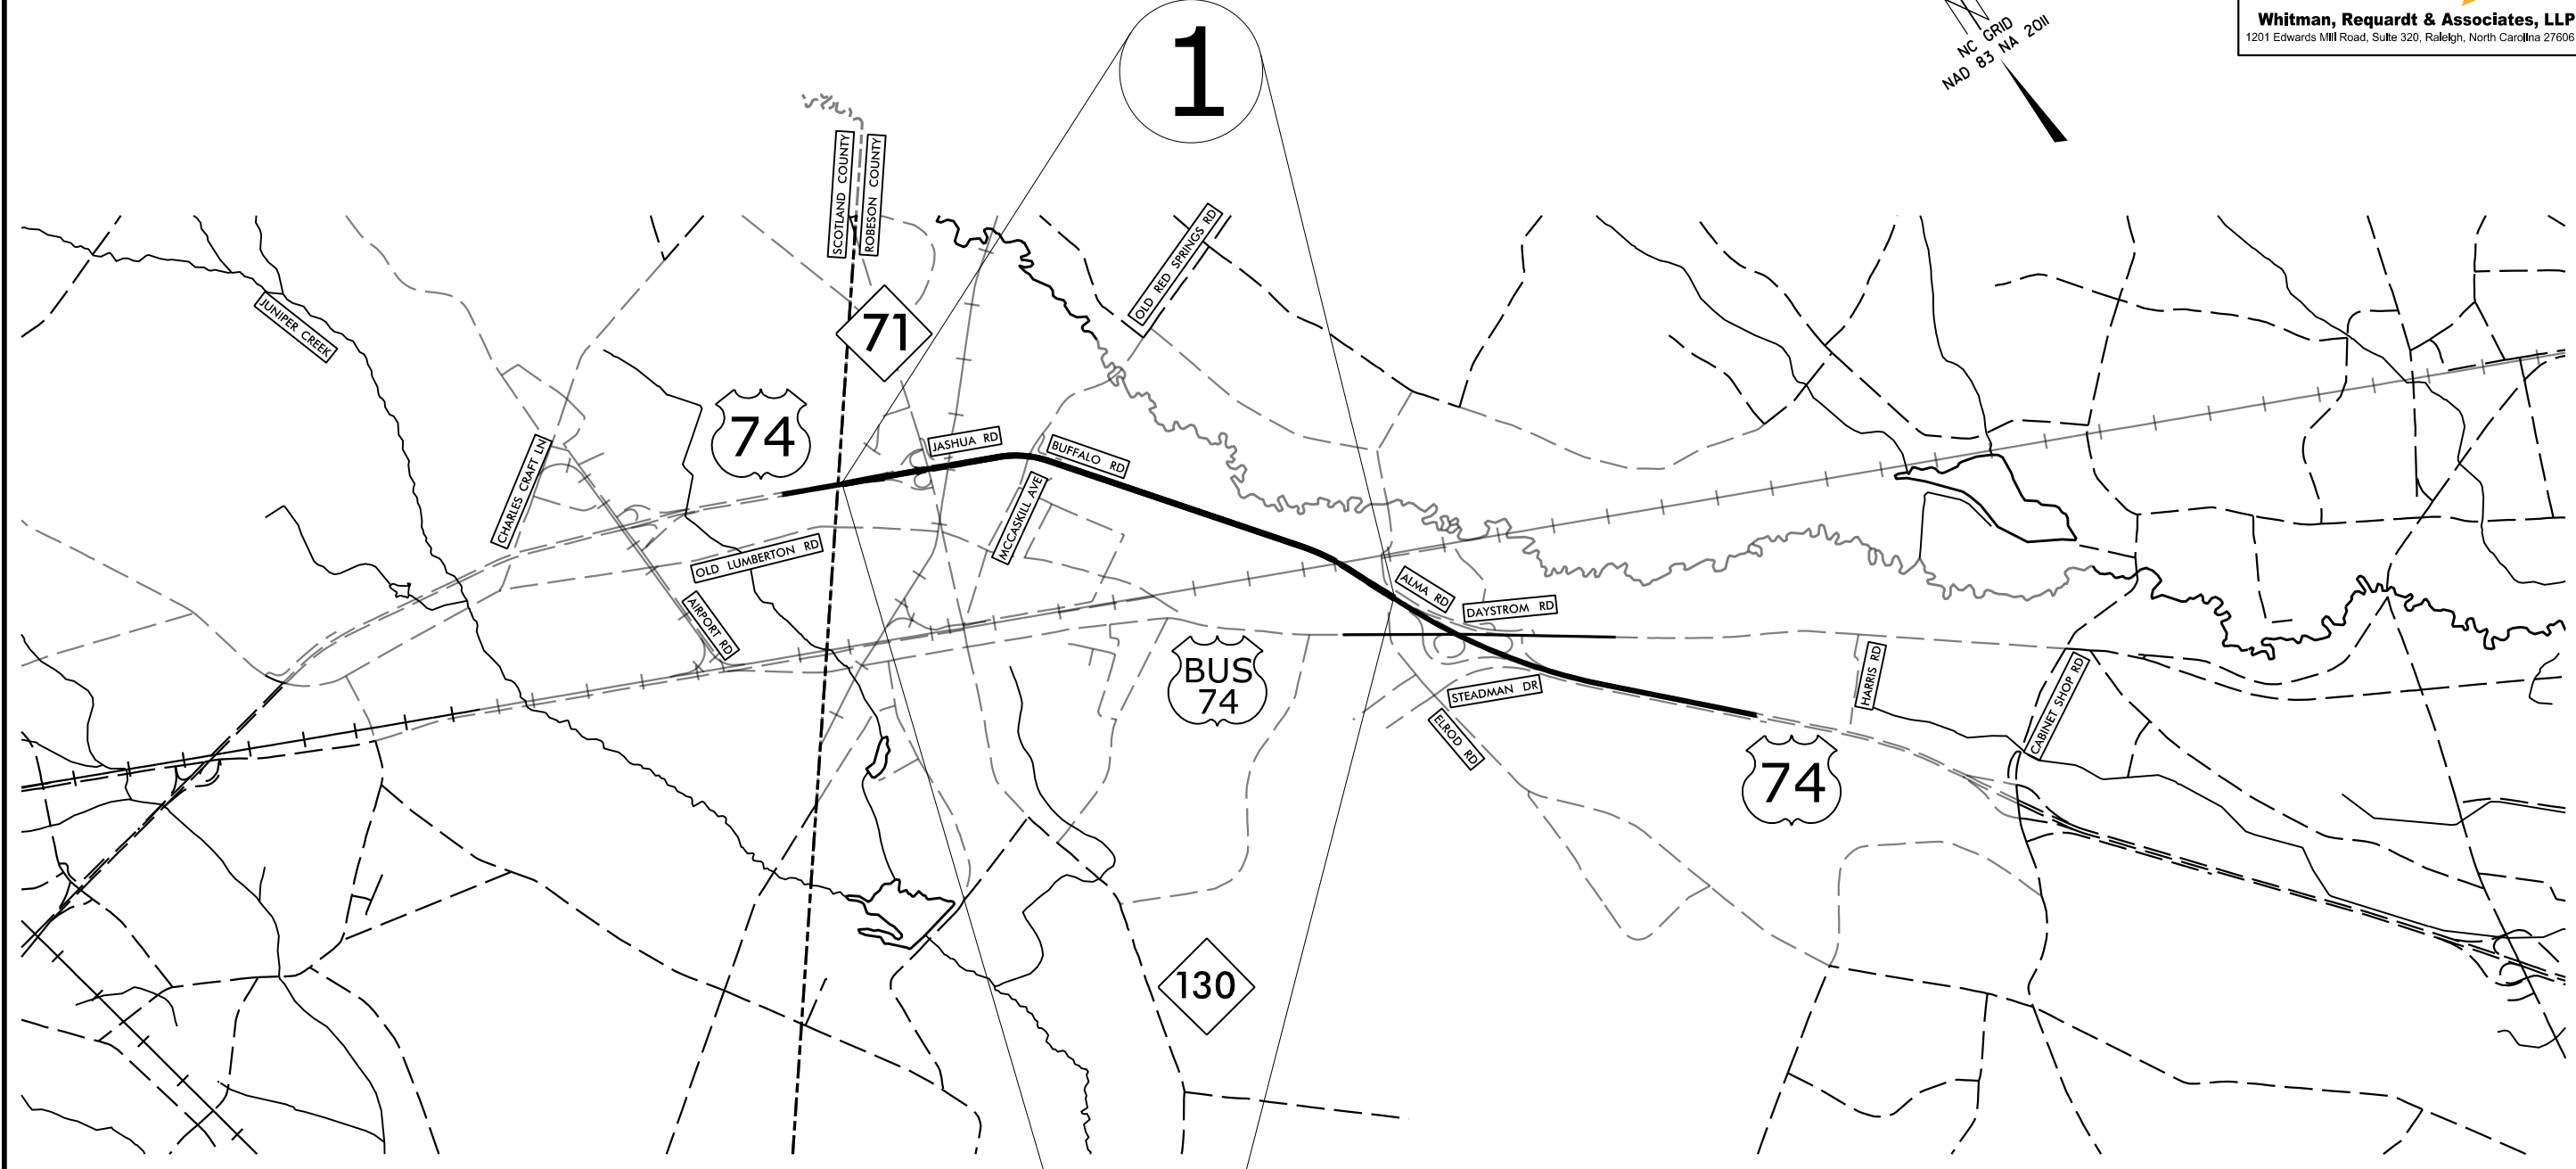 1
NC GRID
NAD 83 NA 2011
Whitman, Requardt & Associates, LLP
1201 Edwards Mill Road, Suite 320, Raleigh, North Carolina 27606
SCOTLAND COUNTY
ROBESON COUNTY
OLD RED SPRINGS RD
JUNIPER CREEK
71
74
JASHUA RD
BUFFALO RD
CHARLES CRAFT LN
MCCASKILL AVE
OLD LUMBERTON RD
AIRPORT RD
ALMA RD
DAYSTROM RD
BUS
74
STEADMAN DR
HARRIS RD
CABINET SHOP RD
ELROD RD
74
130